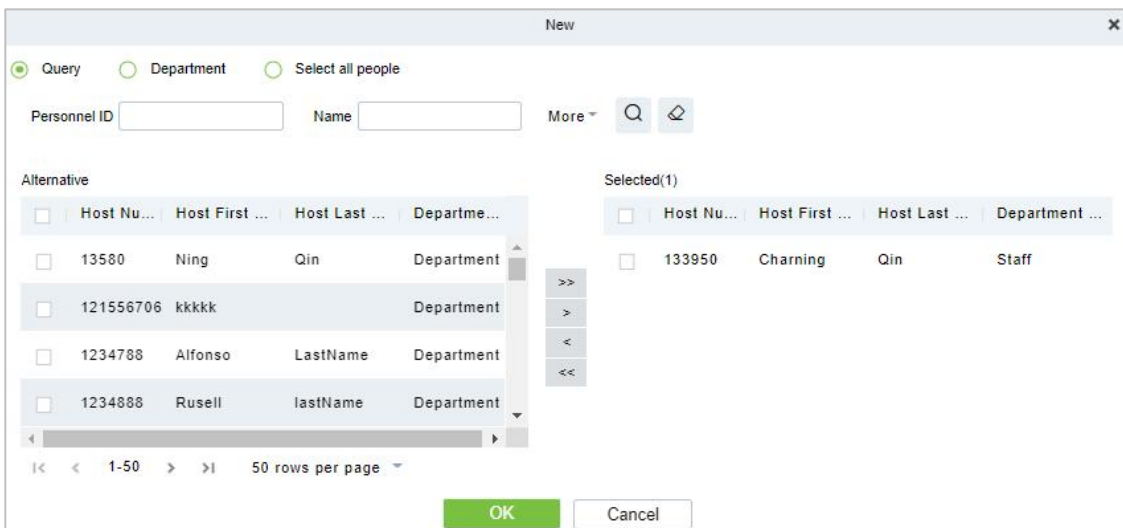 New
Query Department Select all people
Personnel ID Name More
Alternative
Host Nu... Host First ... Host Last ... Departme...
13580 Ning Qin Department
121556706 kkkkk Department
1234788 Alfonso LastName Department
1234888 Rusell lastName Department
1-50 50 rows per page
>>
>
<
<<
Selected(1)
Host Nu... Host First ... Host Last ... Department ...
133950 Charning Qin Staff
OK Cancel